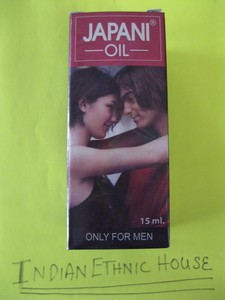 JAPANI®
OIL
15 ml.
ONLY FOR MEN
INDIAN ETHNIC HOUSE